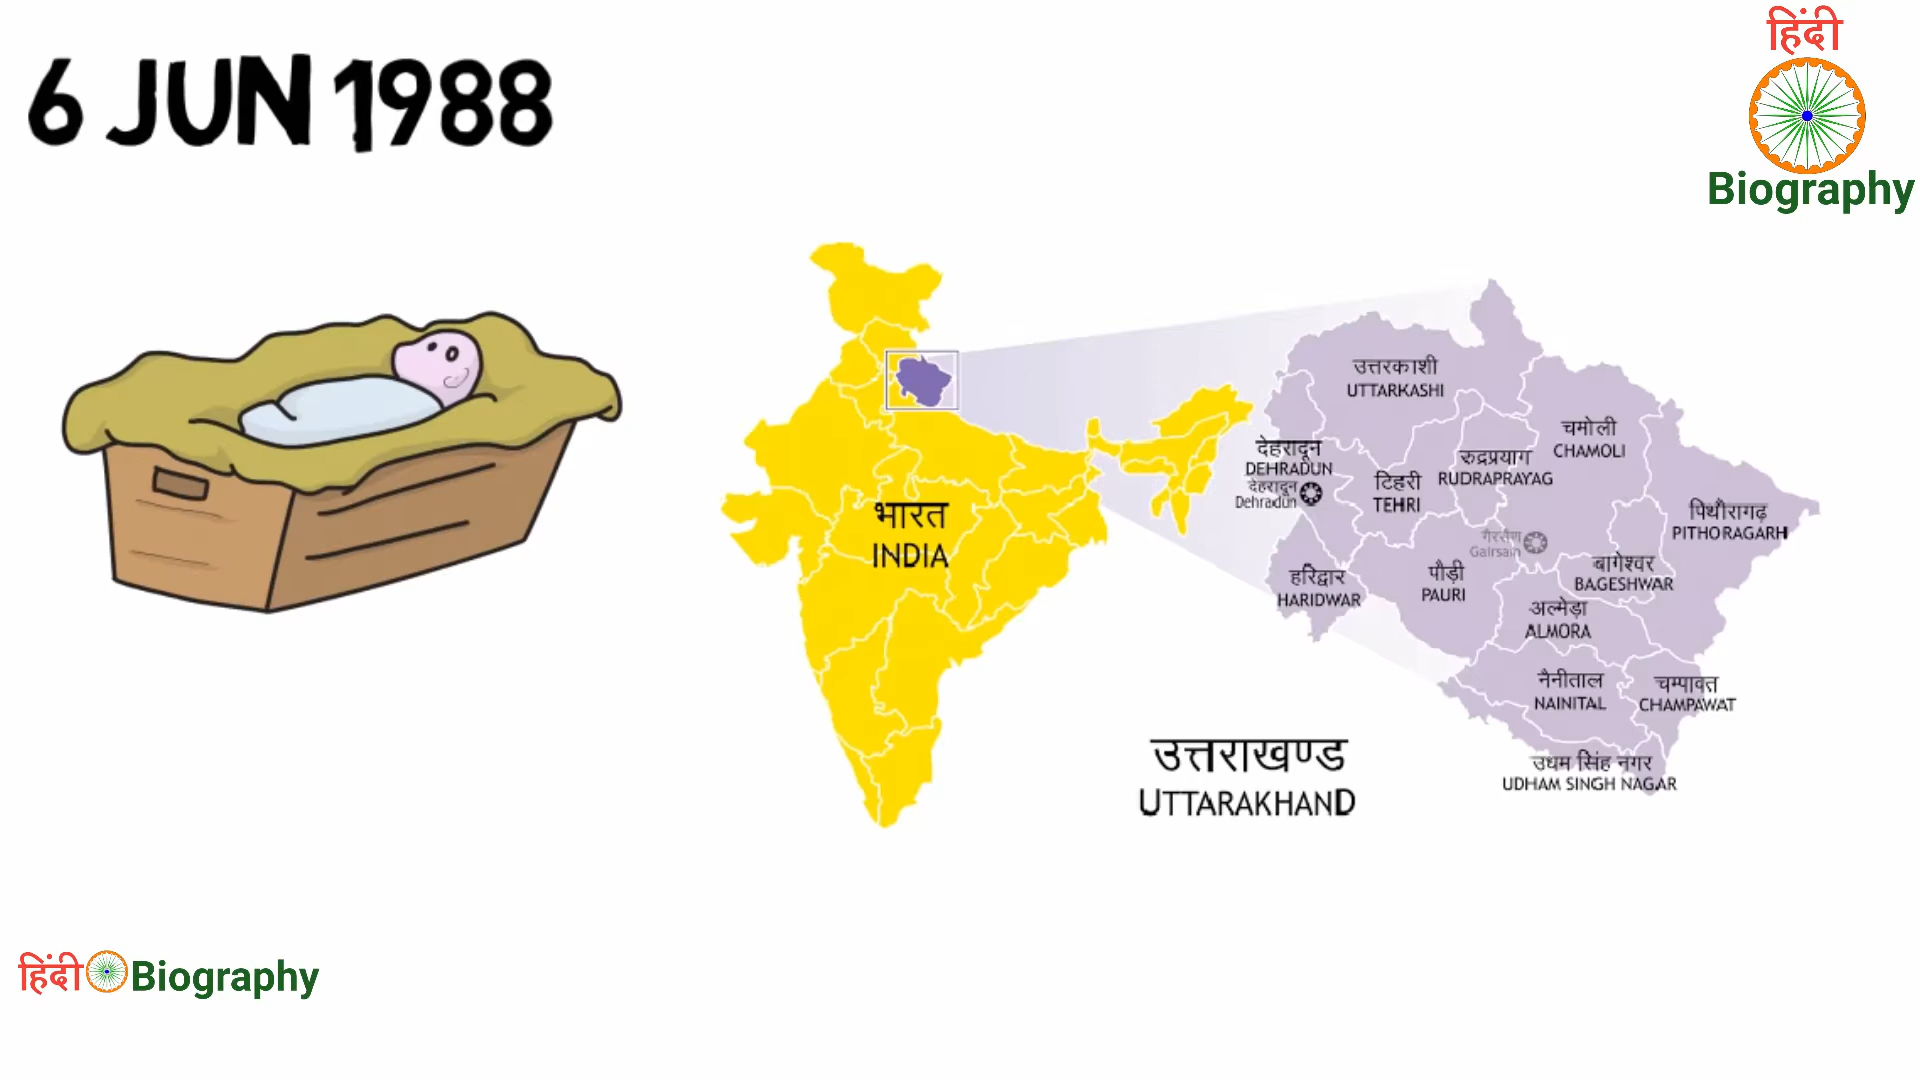 6 JUN 1988
हिंदी
Biography
उत्तरकाशी
UTTARKASHI
चमोली
CHAMOLI
देहरादून
DEHRADUN
देहरादून
Dehradun
रुद्रप्रयाग
RUDRAPRAYAG
टिहरी
TEHRI
पिथौरागढ़
PITHORAGARH
भारत
INDIA
गैरसैण
Gairsain
बागेश्वर
BAGESHWAR
हरिद्वार
HARIDWAR
पौड़ी
PAURI
अल्मोड़ा
ALMORA
नैनीताल
NAINITAL
चम्पावत
CHAMPAWAT
उधम सिंह नगर
UDHAM SINGH NAGAR
उत्तराखण्ड
UTTARAKHAND
हिंदी Biography